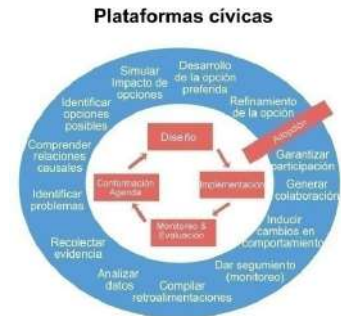 Plataformas cívicas
Simular
Impacto de
opciones
Desarrollo
de la opción
preferida
Refinamiento
de la opción
Adopción
Garantizar
participación
Generar
colaboración
Inducir
cambios en
comportamiento
Dar segumiento
(monitoreo)
Compilar
retroalimentaciones
Analizar
datos
Recolectar
evidencia
Identificar
problemas
Comprender
relaciones
causales
Identificar
opciones
posibles
Diseño
Implementación
Monitoreo &
Evaluación
Conformación
Agenda